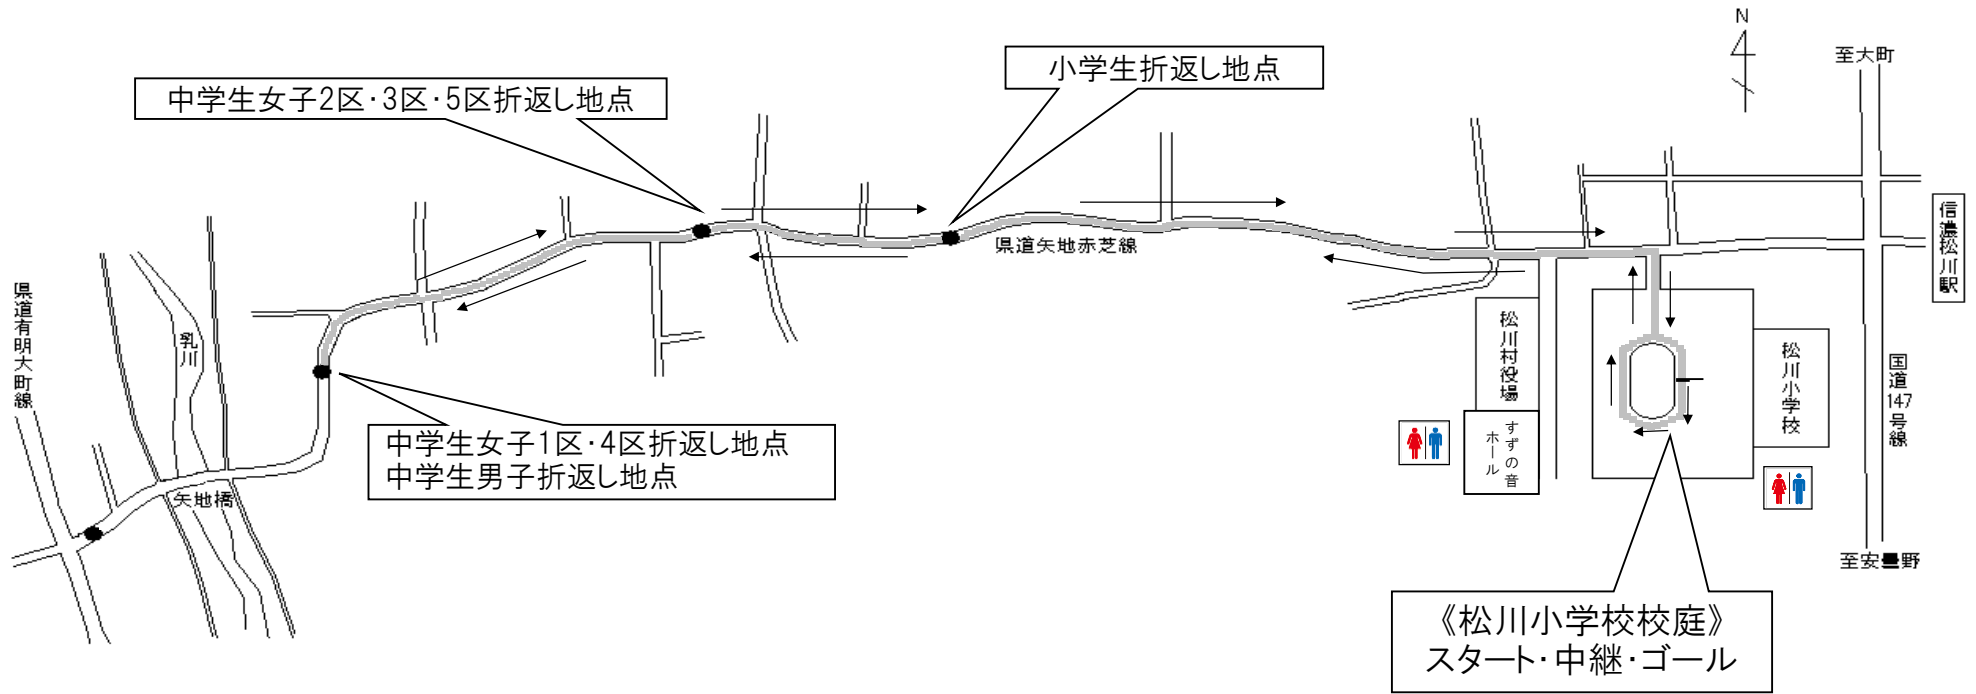 N
至大町
小学生折返し地点
中学生女子2区・3区・5区折返し地点
信濃松川駅
県道矢地赤芝線
県道有明大町線
乳川
松川村役場
松川小学校
国道147号線
すずの音
ホール
中学生女子1区・4区折返し地点
中学生男子折返し地点
矢地橋
至安曇野
《松川小学校校庭》
スタート・中継・ゴール